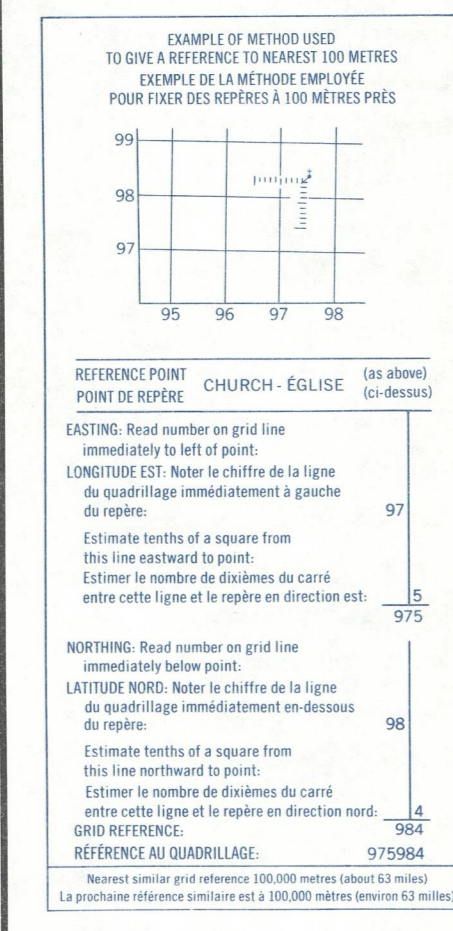 EXAMPLE OF METHOD USED
TO GIVE A REFERENCE TO NEAREST 100 METRES
EXEMPLE DE LA MÉTHODE EMPLOYÉE
POUR FIXER DES REPÈRES À 100 MÈTRES PRÈS
99
98
97
95 96 97 98
REFERENCE POINT
POINT DE REPÈRE
CHURCH - ÉGLISE
(as above)
(ci-dessus)
EASTING: Read number on grid line
immediately to left of point:
LONGITUDE EST: Noter le chiffre de la ligne
du quadrillage immédiatement à gauche
du repère: 97
Estimate tenths of a square from
this line eastward to point:
Estimer le nombre de dixièmes du carré
entre cette ligne et le repère en direction est: 5
975
NORTHING: Read number on grid line
immediately below point:
LATITUDE NORD: Noter le chiffre de la ligne
du quadrillage immédiatement en-dessous
du repère: 98
Estimate tenths of a square from
this line northward to point:
Estimer le nombre de dixièmes du carré
entre cette ligne et le repère en direction nord: 4
GRID REFERENCE: 984
RÉFÉRENCE AU QUADRILLAGE: 975984
Nearest similar grid reference 100,000 metres (about 63 miles)
La prochaine référence similaire est à 100,000 mètres (environ 63 milles)